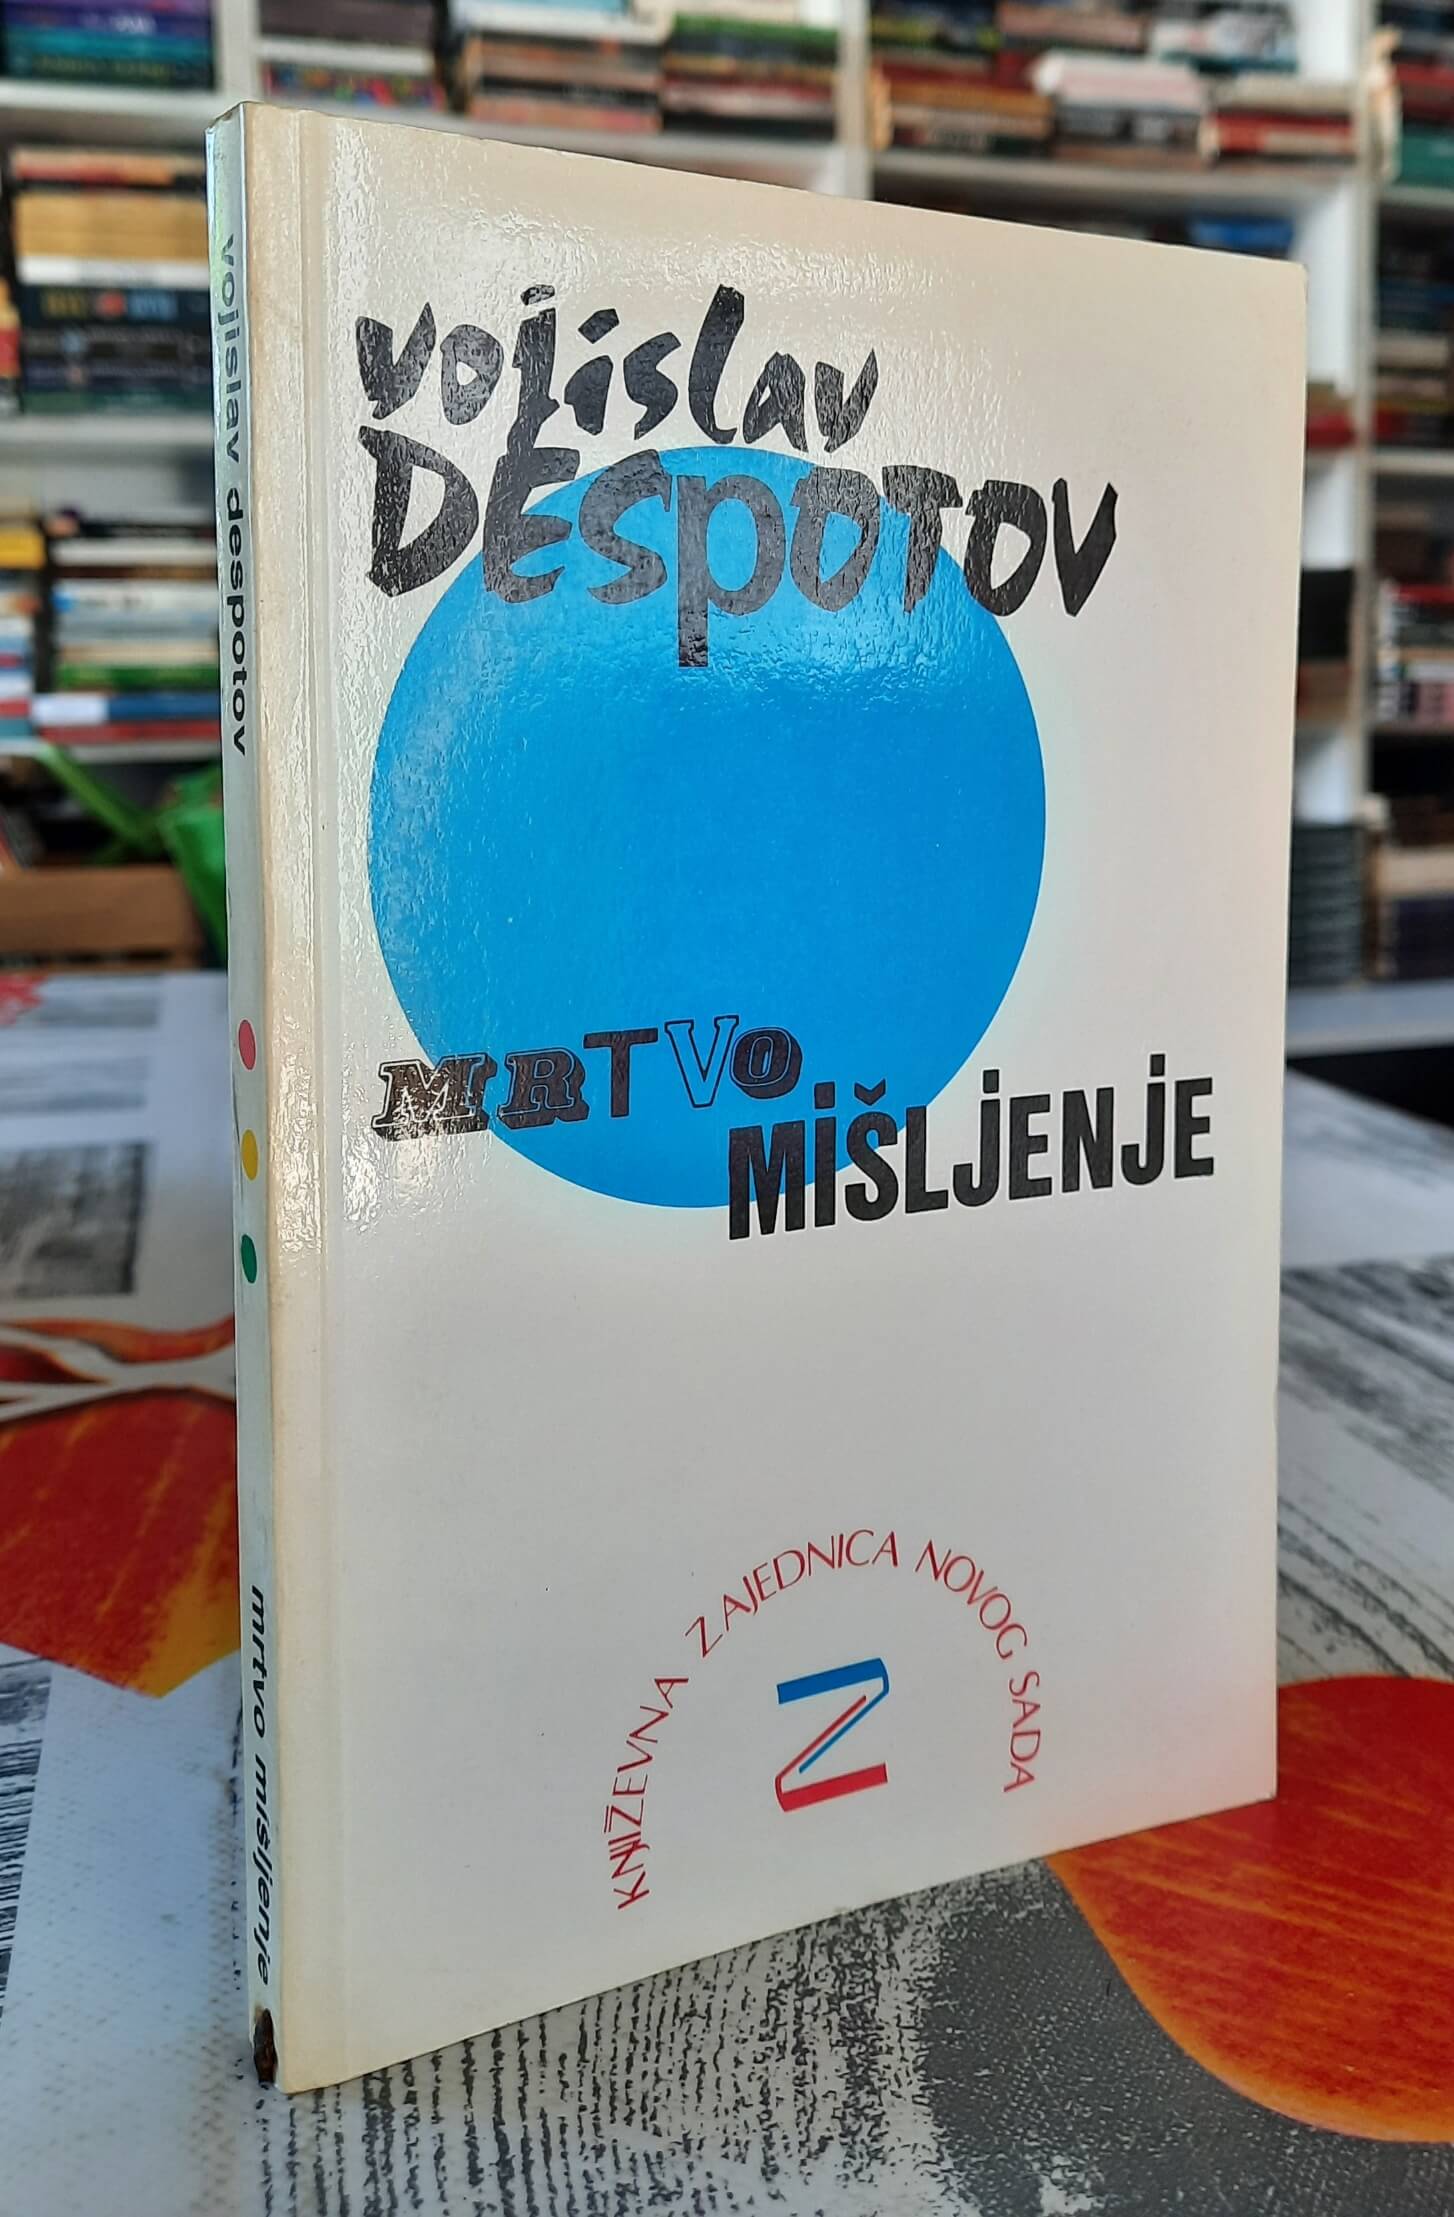 vojislav
DESPOTOV
MRTVO
MIŠLJENJE
KNJIŽEVNA ZAJEDNICA NOVOG SADA
N
vojislav despotov
mrtvo mišljenje